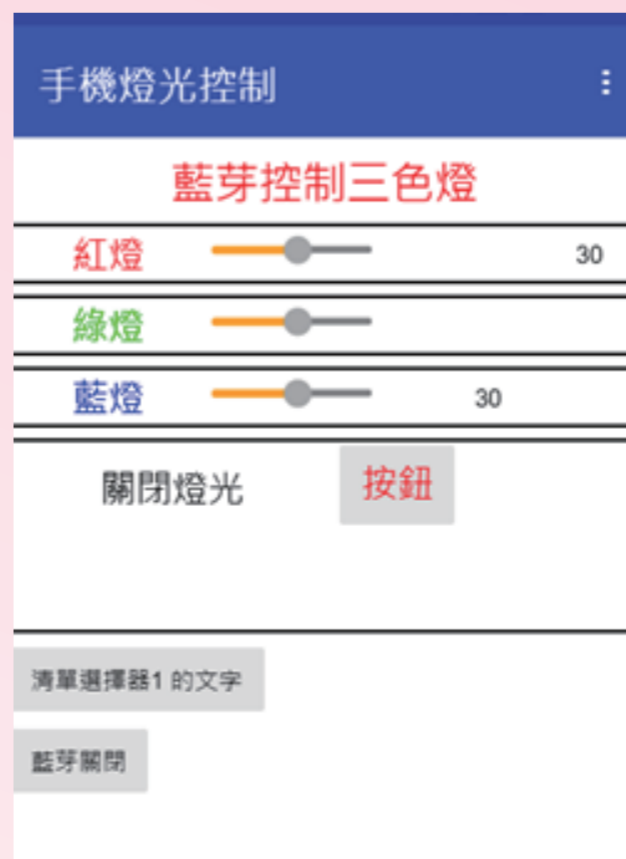 手機燈光控制
藍芽控制三色燈
紅燈 30
綠燈
藍燈 30
關閉燈光 按鈕
清單選擇器1 的文字
藍芽關閉